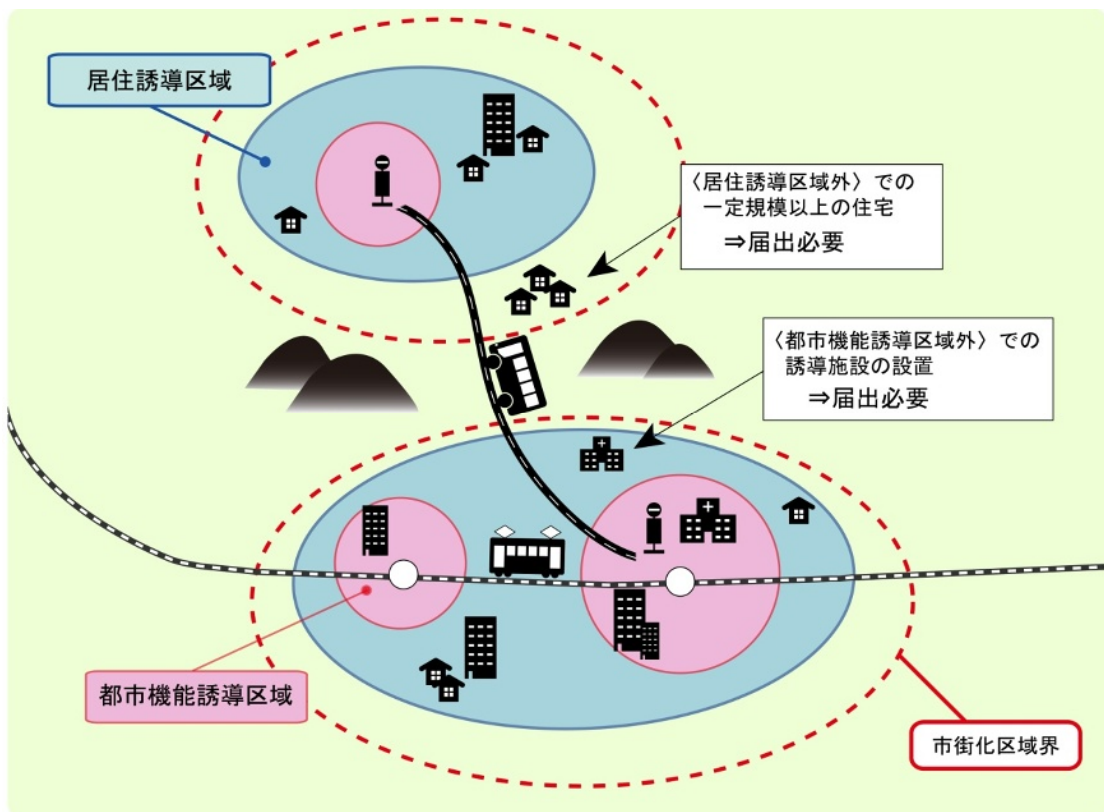 居住誘導区域
〈居住誘導区域外〉での
一定規模以上の住宅
⇒届出必要
〈都市機能誘導区域外〉での
誘導施設の設置
⇒届出必要
都市機能誘導区域
市街化区域界